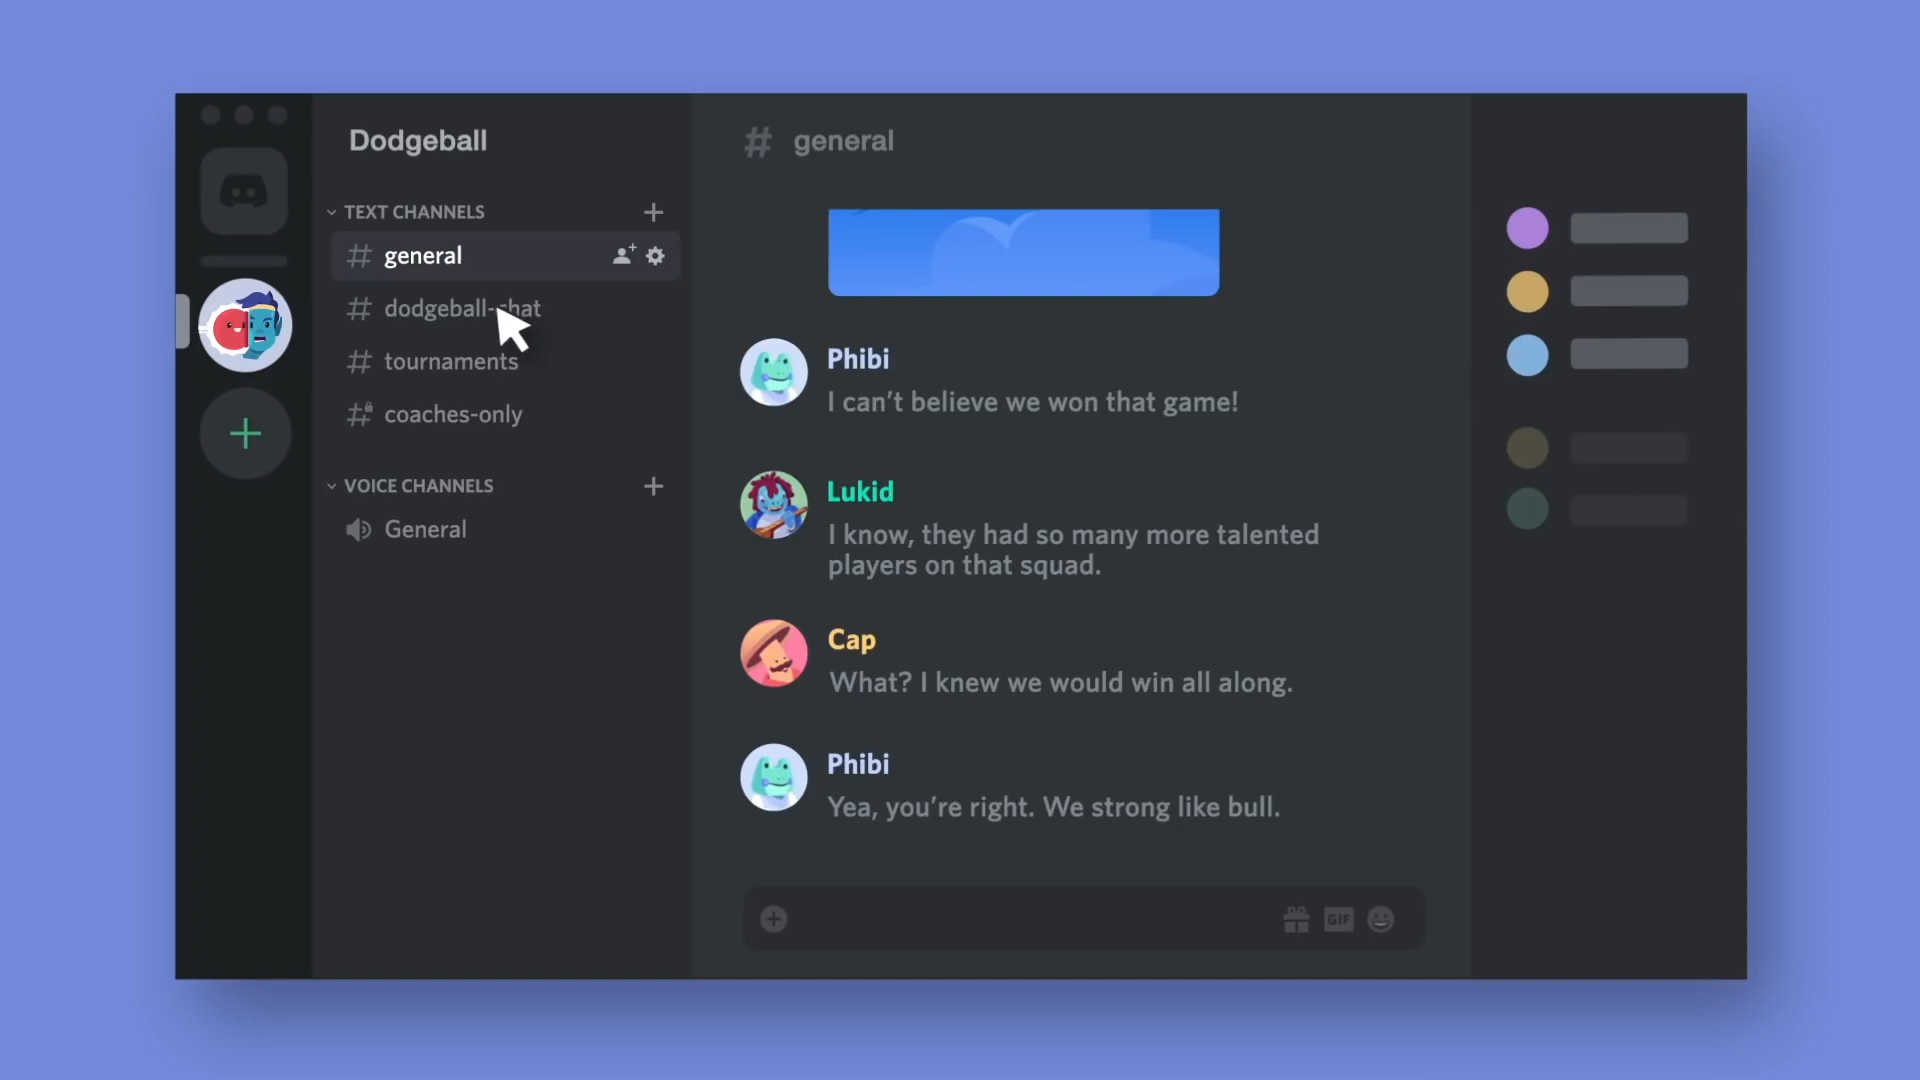 Dodgeball
TEXT CHANNELS
general
dodgeball-chat
tournaments
coaches-only
VOICE CHANNELS
General
# general
Phibi
I can’t believe we won that game!
Lukid
I know, they had so many more talented
players on that squad.
Cap
What? I knew we would win all along.
Phibi
Yea, you’re right. We strong like bull.
GIF